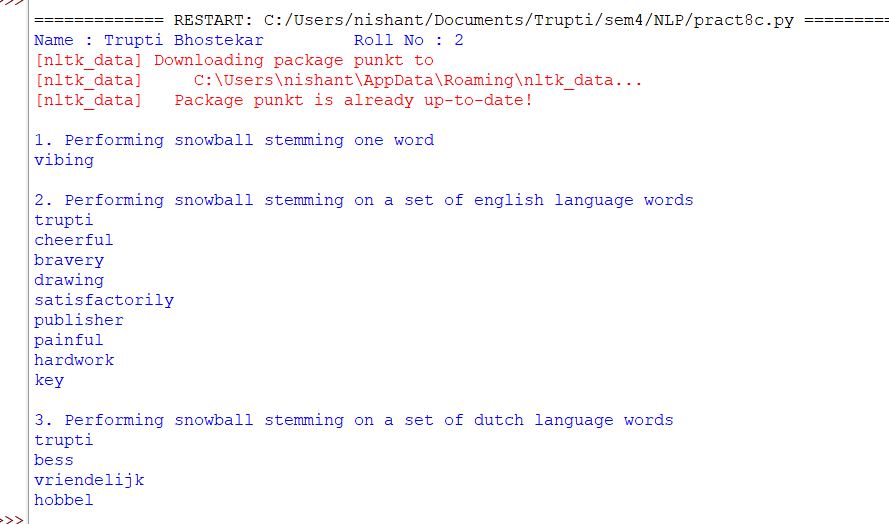 >>>
============= RESTART: C:/Users/nishant/Documents/Trupti/sem4/NLP/pract8c.py =========
Name : Trupti Bhostekar         Roll No : 2
[nltk_data] Downloading package punkt to
[nltk_data]     C:\Users\nishant\AppData\Roaming\nltk_data...
[nltk_data]   Package punkt is already up-to-date!
1. Performing snowball stemming one word
vibing
2. Performing snowball stemming on a set of english language words
trupti
cheerful
bravery
drawing
satisfactorily
publisher
painful
hardwork
key
3. Performing snowball stemming on a set of dutch language words
trupti
bess
vriendelijk
hobbel
>>>